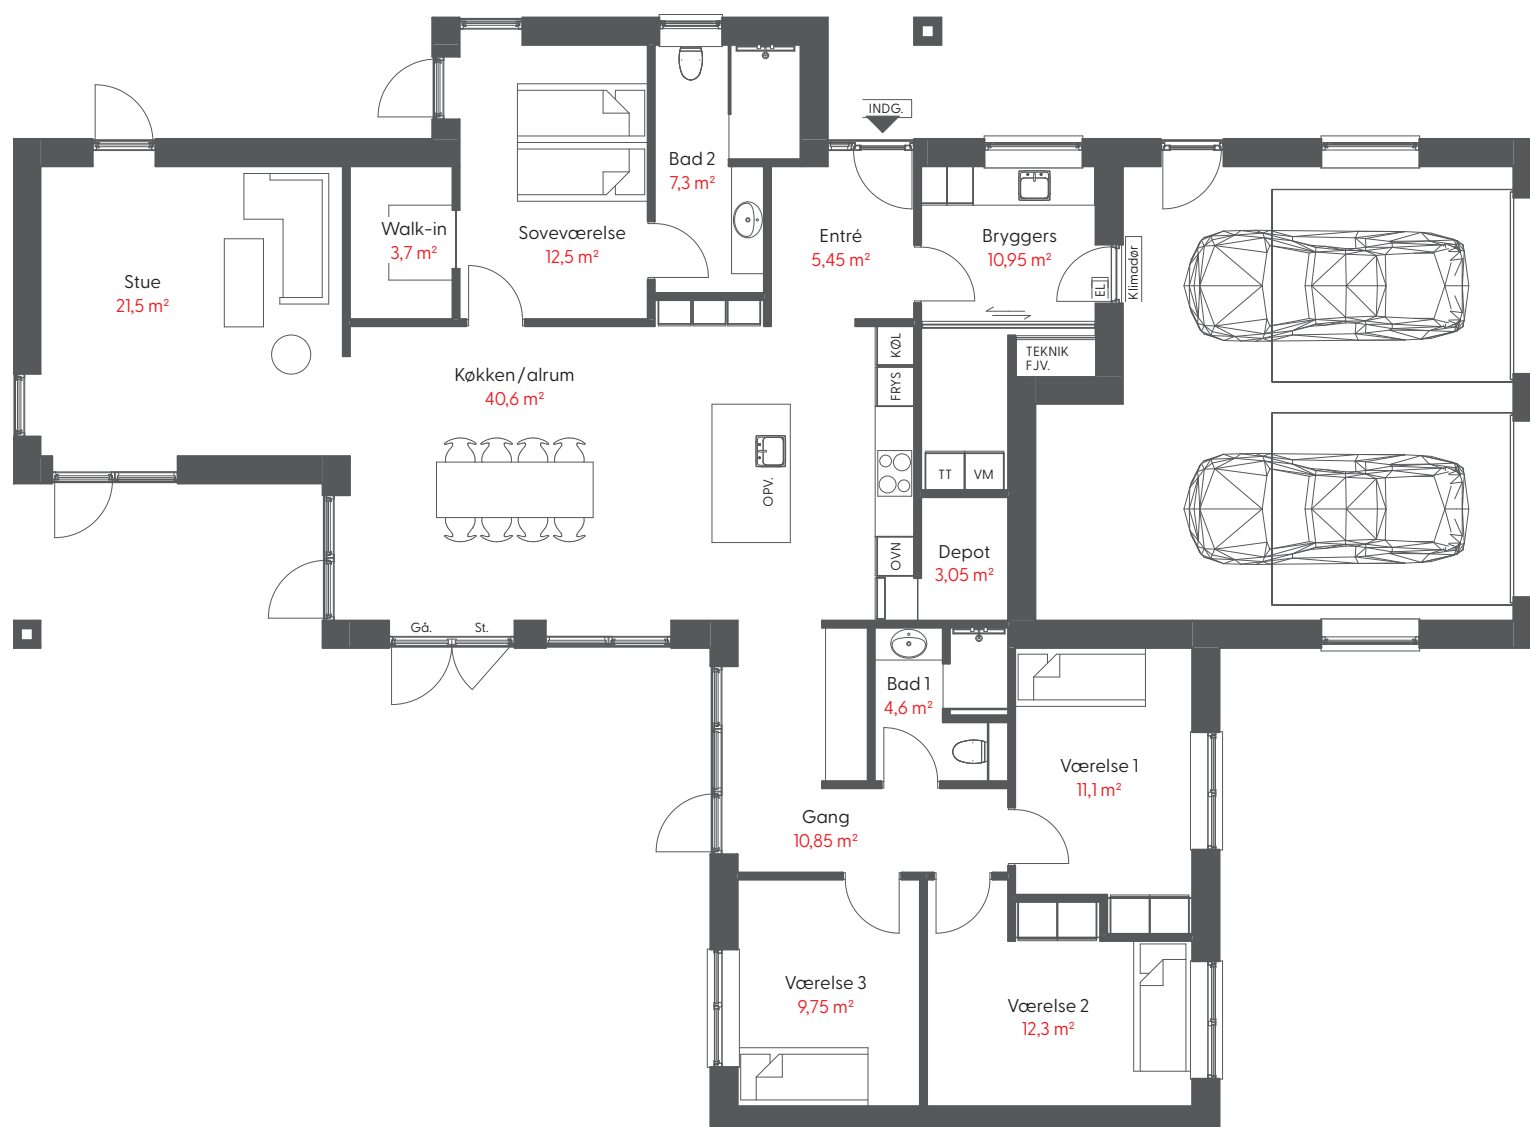 INDG.
Bad 2
7,3 m²
Walk-in
3,7 m²
Soveværelse
12,5 m²
Entré
5,45 m²
Bryggers
10,95 m²
EL
Klimadør
Stue
21,5 m²
KØL
FRYS
TEKNIK
FJV.
Køkken/alrum
40,6 m²
OPV.
TT
VM
OVN
Depot
3,05 m²
Gå.
St.
Bad 1
4,6 m²
Værelse 1
11,1 m²
Gang
10,85 m²
Værelse 3
9,75 m²
Værelse 2
12,3 m²